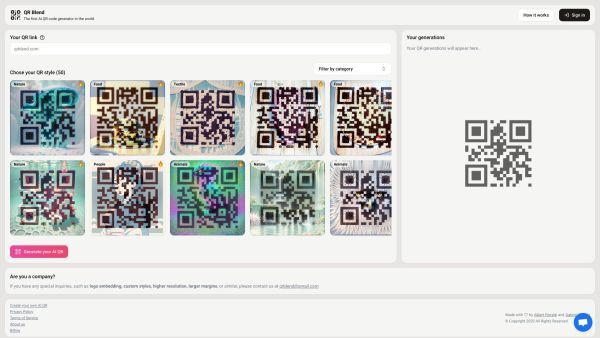 QR Blend
The first AI QR code generator in the world
How it works
Sign in
Your QR link
qrblend.com
Chose your QR style (50)
Filter by category
Nature
Food
Textile
Food
Food
Nature
People
Animals
Nature
Animals
Generate your AI QR
Your generations
Your QR generations will appear here..
Are you a company?
If you have any special inquiries, such as logo embedding, custom styles, higher resolution, larger margins, or similar, please contact us at qrblend@gmail.com
Create your own AI QR
Privacy Policy
Terms of Service
About us
Billing
Made with by Albert Porcelli and
© Copyright 2023 All Rights Reserved